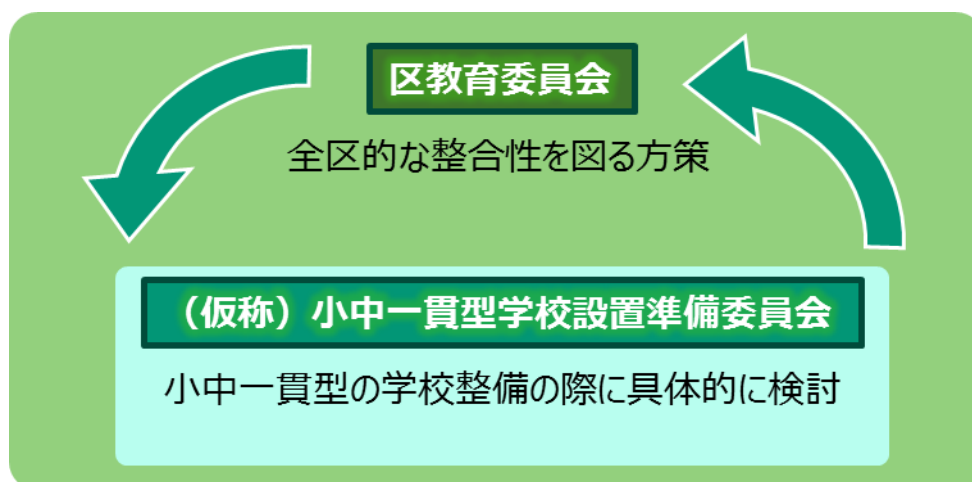 区教育委員会
全区的な整合性を図る方策
（仮称）小中一貫型学校設置準備委員会
小中一貫型の学校整備の際に具体的に検討